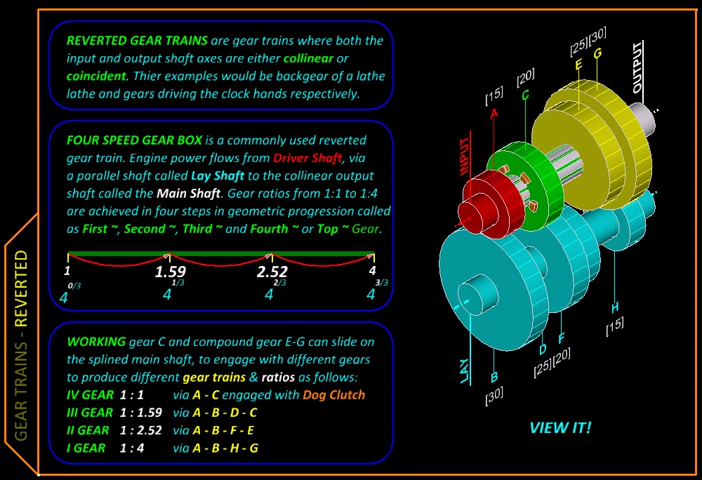 REVERTED GEAR TRAINS are gear trains where both the
input and output shaft axes are either collinear or
coincident. Thier examples would be backgear of a lathe
lathe and gears driving the clock hands respectively.
FOUR SPEED GEAR BOX is a commonly used reverted
gear train. Engine power flows from Driver Shaft, via
a parallel shaft called Lay Shaft to the collinear output
shaft called the Main Shaft. Gear ratios from 1:1 to 1:4
are achieved in four steps in geometric progression called
as First ~, Second ~, Third ~ and Fourth ~ or Top ~ Gear.
1 1.59 2.52 4
4 0/3 4 1/3 4 2/3 4 3/3
WORKING gear C and compound gear E-G can slide on
the splined main shaft, to engage with different gears
to produce different gear trains & ratios as follows:
IV GEAR 1 : 1 via A - C engaged with Dog Clutch
III GEAR 1 : 1.59 via A - B - D - C
II GEAR 1 : 2.52 via A - B - F - E
I GEAR 1 : 4 via A - B - H - G
GEAR TRAINS - REVERTED
[25][30]
E G
OUTPUT
[20]
C
[15]
A
INPUT
H
[15]
D F
[25][20]
LAY
B
[30]
VIEW IT!